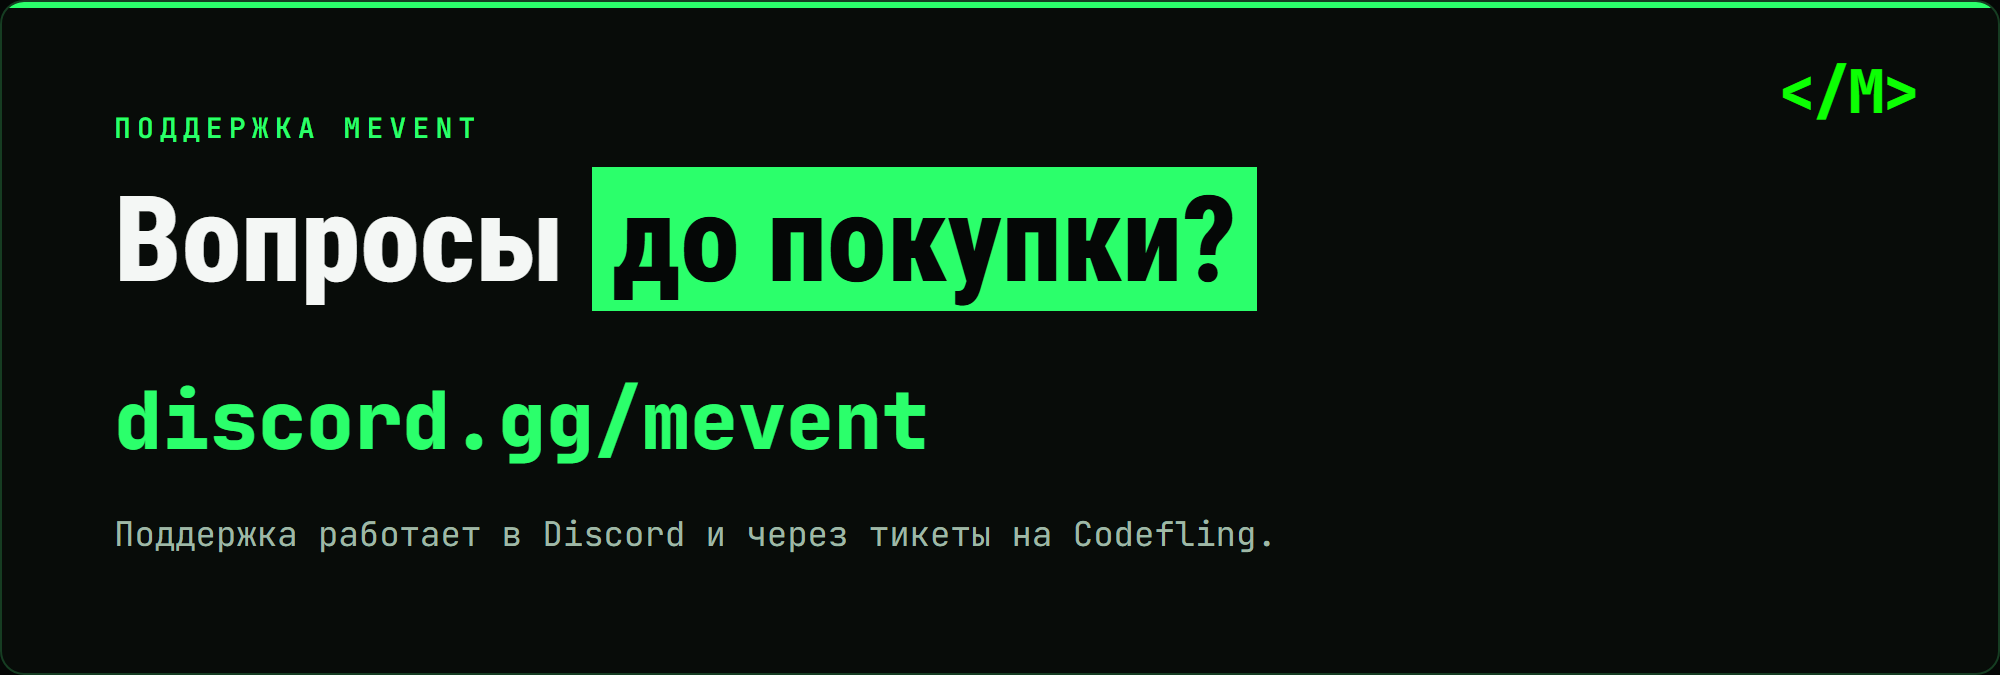 </M>
ПОДДЕРЖКА MEVENT
Вопросы до покупки?
discord.gg/mevent
Поддержка работает в Discord и через тикеты на Codefling.